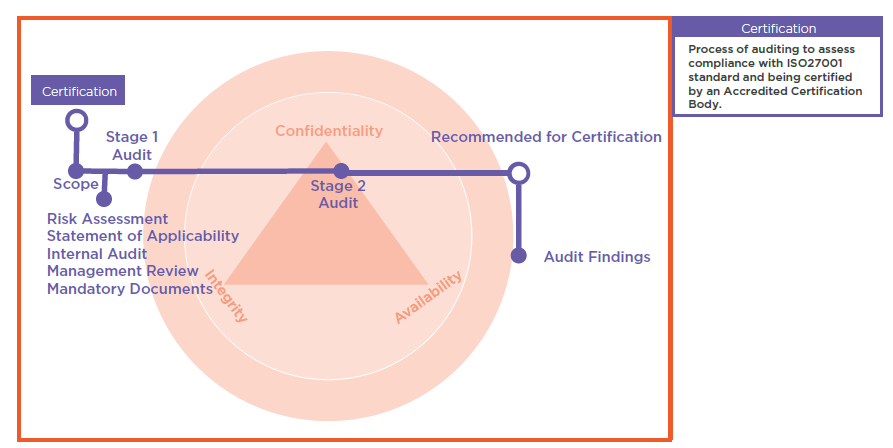 Certification
Process of auditing to assess
compliance with ISO27001
standard and being certified
by an Accredited Certification
Body.
Certification
Stage 1
Audit
Confidentiality
Recommended for Certification
Scope
Stage 2
Audit
Risk Assessment
Statement of Applicability
Internal Audit
Management Review
Mandatory Documents
Integrity
Availability
Audit Findings